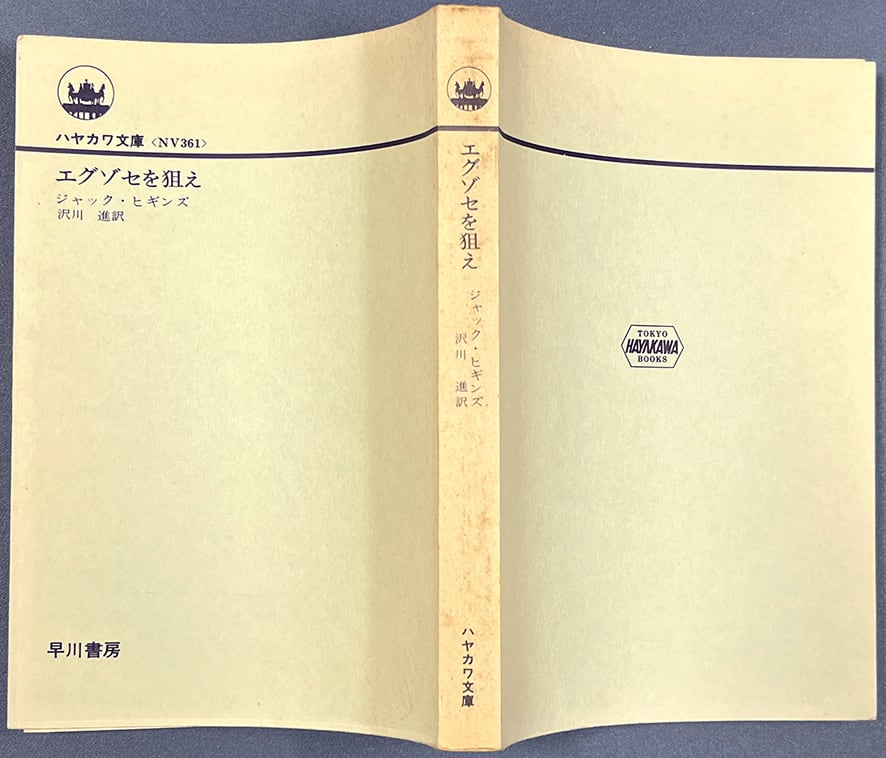 ハヤカワ文庫〈NV361〉
エグゾセを狙え
ジャック・ヒギンズ
沢川 進訳
早川書房
エグゾセを狙え
ジャック・ヒギンズ
沢川 進訳
ハヤカワ文庫
TOKYO
HAYAKAWA
BOOKS